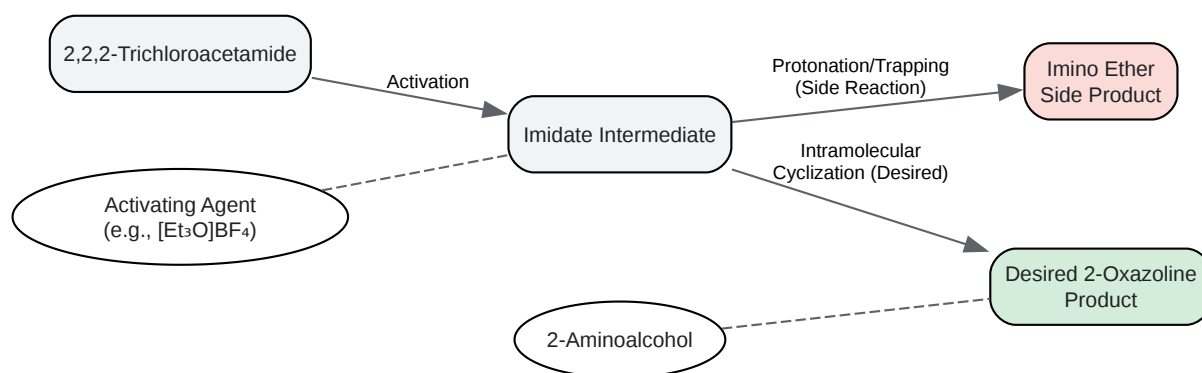 2,2,2-Trichloroacetamide
Activation
Activating Agent
(e.g., [Et₃O]BF₄)
Imidate Intermediate
Protonation/Trapping
(Side Reaction)
Imino Ether
Side Product
Intramolecular
Cyclization (Desired)
Desired 2-Oxazoline
Product
2-Aminoalcohol